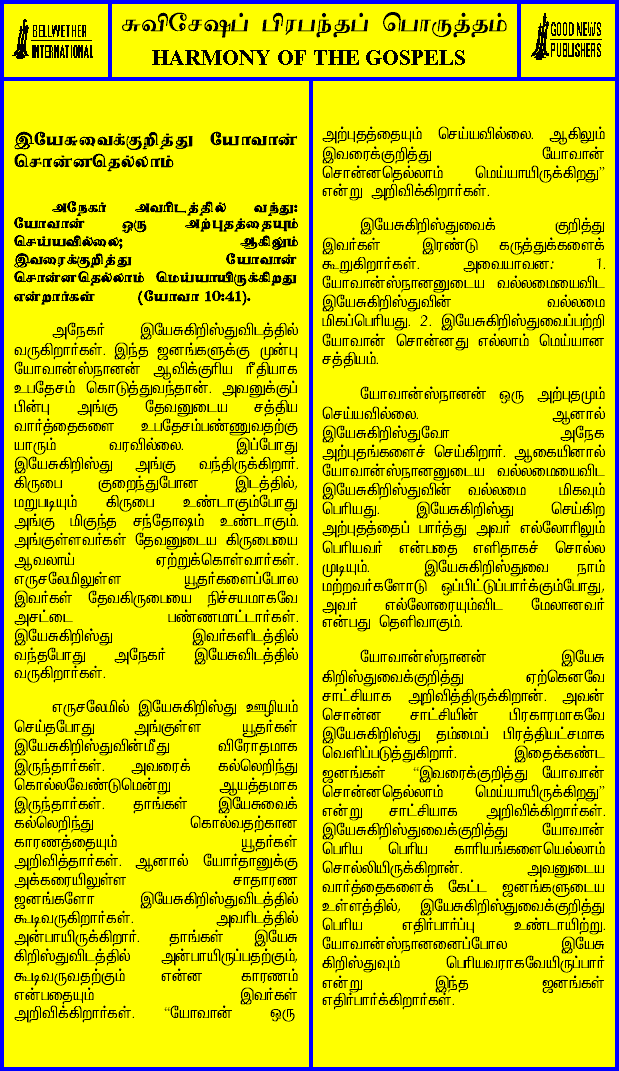 BELLWETHER
INTERNATIONAL
சுவிசேஷப் பிரபந்தப் பொருத்தம்
HARMONY OF THE GOSPELS
GOOD NEWS
PUBLISHERS
இயேசுவைக்குறித்து யோவான்
சொன்னதெல்லாம்
அநேகர் அவரிடத்தில் வந்து:
யோவான் ஒரு அற்புதத்தையும்
செய்யவில்லை; ஆகிலும்
இவரைக்குறித்து யோவான்
சொன்னதெல்லாம் மெய்யாயிருக்கிறது
என்றார்கள் (யோவா 10:41).
அநேகர் இயேசுகிறிஸ்துவிடத்தில்
வருகிறார்கள். இந்த ஜனங்களுக்கு முன்பு
யோவான்ஸ்நானன் ஆவிக்குரிய ரீதியாக
உபதேசம் கொடுத்துவந்தான். அவனுக்குப்
பின்பு அங்கு தேவனுடைய சத்திய
வார்த்தைகளை உபதேசம்பண்ணுவதற்கு
யாரும் வரவில்லை. இப்போது
இயேசுகிறிஸ்து அங்கு வந்திருக்கிறார்.
கிருபை குறைந்துபோன இடத்தில்,
மறுபடியும் கிருபை உண்டாகும்போது
அங்கு மிகுந்த சந்தோஷம் உண்டாகும்.
அங்குள்ளவர்கள் தேவனுடைய கிருபையை
ஆவலாய் ஏற்றுக்கொள்வார்கள்.
எருசலேமிலுள்ள யூதர்களைப்போல
இவர்கள் தேவகிருபையை நிச்சயமாகவே
அசட்டை பண்ணமாட்டார்கள்.
இயேசுகிறிஸ்து இவர்களிடத்தில்
வந்தபோது அநேகர் இயேசுவிடத்தில்
வருகிறார்கள்.
எருசலேமில் இயேசுகிறிஸ்து ஊழியம்
செய்தபோது அங்குள்ள யூதர்கள்
இயேசுகிறிஸ்துவின்மீது விரோதமாக
இருந்தார்கள். அவரைக் கல்லெறிந்து
கொல்லவேண்டுமென்று ஆயத்தமாக
இருந்தார்கள். தாங்கள் இயேசுவைக்
கல்லெறிந்து கொல்வதற்கான
காரணத்தையும் யூதர்கள்
அறிவித்தார்கள். ஆனால் யோர்தானுக்கு
அக்கரையிலுள்ள சாதாரண
ஜனங்களோ இயேசுகிறிஸ்துவிடத்தில்
கூடிவருகிறார்கள். அவரிடத்தில்
அன்பாயிருக்கிறார். தாங்கள் இயேசு
கிறிஸ்துவிடத்தில் அன்பாயிருப்பதற்கும்,
கூடிவருவதற்கும் என்ன காரணம்
என்பதையும் இவர்கள்
அறிவிக்கிறார்கள். “யோவான் ஒரு
அற்புதத்தையும் செய்யவில்லை. ஆகிலும்
இவரைக்குறித்து யோவான்
சொன்னதெல்லாம் மெய்யாயிருக்கிறது”
என்று அறிவிக்கிறார்கள்.
இயேசுகிறிஸ்துவைக் குறித்து
இவர்கள் இரண்டு கருத்துக்களைக்
கூறுகிறார்கள். அவையாவன: 1.
யோவான்ஸ்நானனுடைய வல்லமையைவிட
இயேசுகிறிஸ்துவின் வல்லமை
மிகப்பெரியது. 2. இயேசுகிறிஸ்துவைப்பற்றி
யோவான் சொன்னது எல்லாம் மெய்யான
சத்தியம்.
யோவான்ஸ்நானன் ஒரு அற்புதமும்
செய்யவில்லை. ஆனால்
இயேசுகிறிஸ்துவோ அநேக
அற்புதங்களைச் செய்கிறார். ஆகையினால்
யோவான்ஸ்நானனுடைய வல்லமையைவிட
இயேசுகிறிஸ்துவின் வல்லமை மிகவும்
பெரியது. இயேசுகிறிஸ்து செய்கிற
அற்புதத்தைப் பார்த்து அவர் எல்லோரிலும்
பெரியவர் என்பதை எளிதாகச் சொல்ல
முடியும். இயேசுகிறிஸ்துவை நாம்
மற்றவர்களோடு ஒப்பிட்டுப்பார்க்கும்போது,
அவர் எல்லோரையும்விட மேலானவர்
என்பது தெளிவாகும்.
யோவான்ஸ்நானன் இயேசு
கிறிஸ்துவைக்குறித்து ஏற்கெனவே
சாட்சியாக அறிவித்திருக்கிறான். அவன்
சொன்ன சாட்சியின் பிரகாரமாகவே
இயேசுகிறிஸ்து தம்மைப் பிரத்தியட்சமாக
வெளிப்படுத்துகிறார். இதைக்கண்ட
ஜனங்கள் “இவரைக்குறித்து யோவான்
சொன்னதெல்லாம் மெய்யாயிருக்கிறது”
என்று சாட்சியாக அறிவிக்கிறார்கள்.
இயேசுகிறிஸ்துவைக்குறித்து யோவான்
பெரிய பெரிய காரியங்களையெல்லாம்
சொல்லியிருக்கிறான். அவனுடைய
வார்த்தைகளைக் கேட்ட ஜனங்களுடைய
உள்ளத்தில், இயேசுகிறிஸ்துவைக்குறித்து
பெரிய எதிர்பார்ப்பு உண்டாயிற்று.
யோவான்ஸ்நானனைப்போல இயேசு
கிறிஸ்துவும் பெரியவராகவேயிருப்பார்
என்று இந்த ஜனங்கள்
எதிர்பார்க்கிறார்கள்.